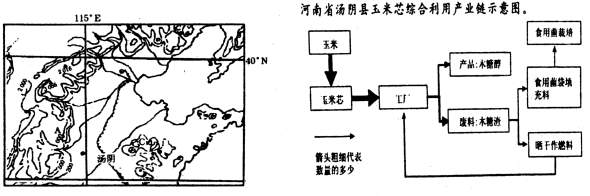 115°E
40°N
汤阴
河南省汤阴县玉米芯综合利用产业链示意图。
食用菌栽培
玉米
产品:木糖醇
玉米芯
工厂
食用菌袋填
充料
废料:木糖渣
晒干作燃料
箭头粗细代表
数量的多少